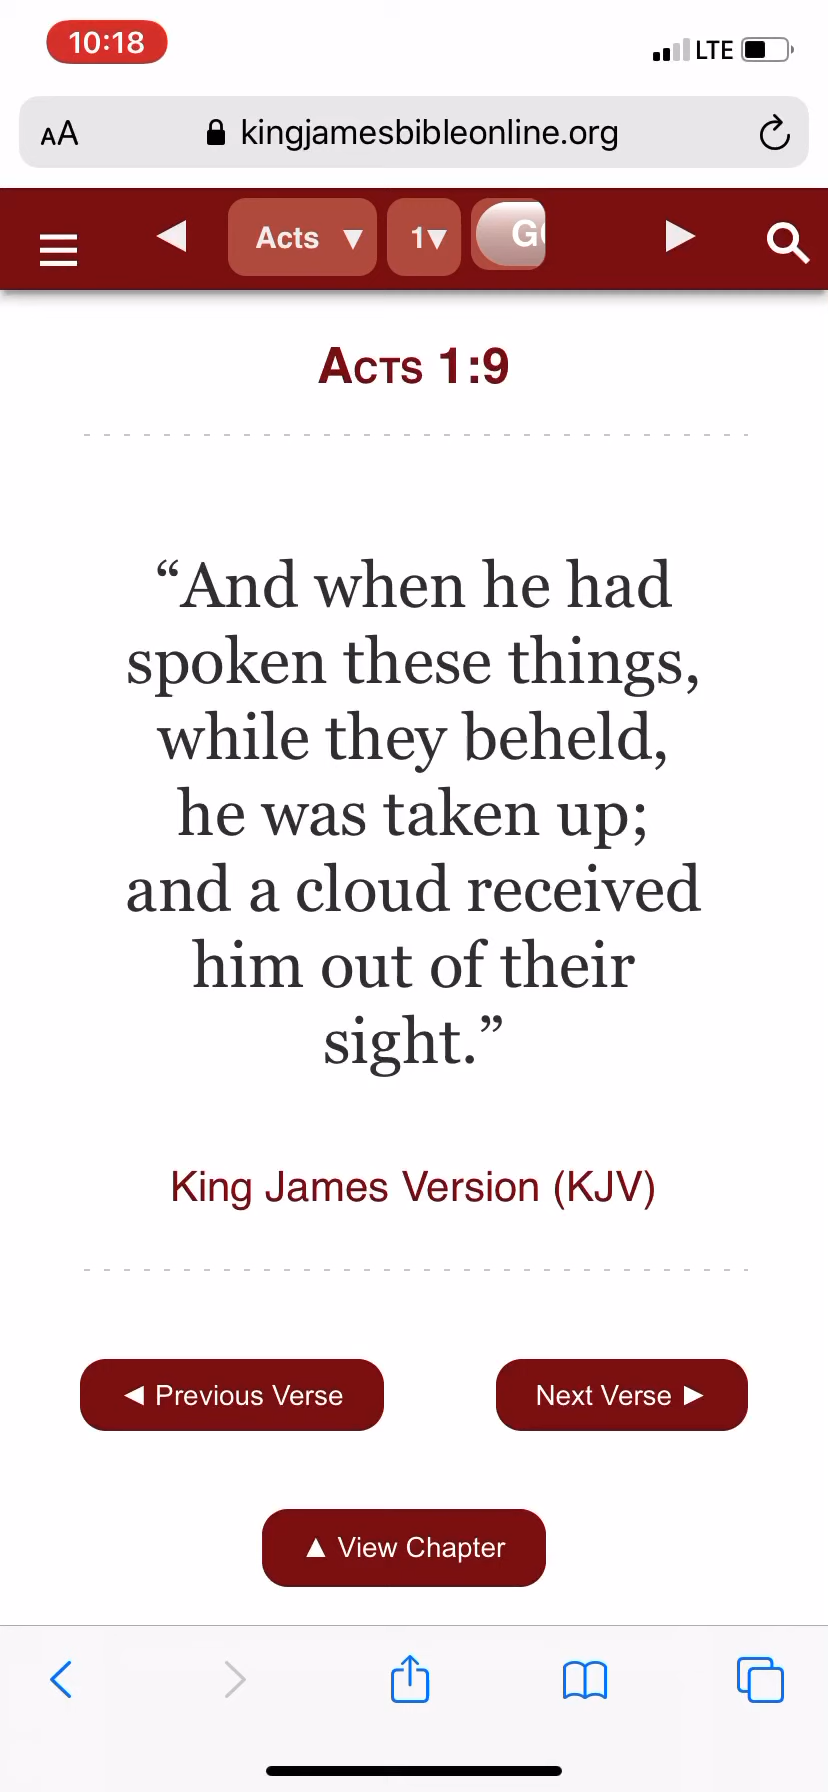 10:18
LTE
AA
kingjamesbibleonline.org
Acts ▼ 1▼ G
Acts 1:9
“And when he had
spoken these things,
while they beheld,
he was taken up;
and a cloud received
him out of their
sight.”
King James Version (KJV)
◄ Previous Verse
Next Verse ►
▲ View Chapter